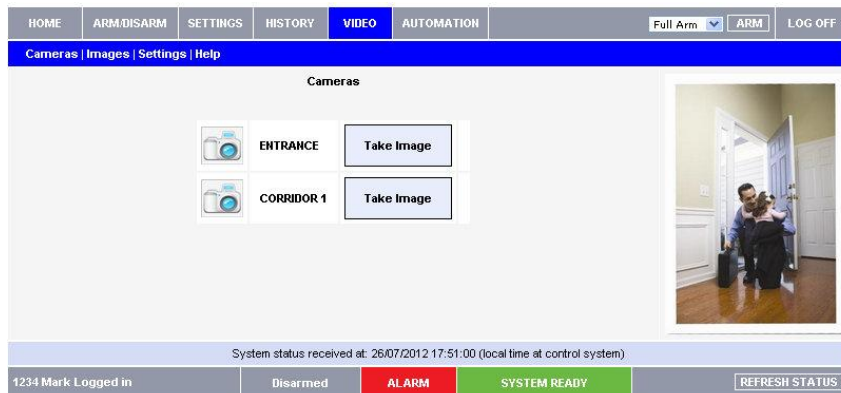 HOME ARM/DISARM SETTINGS HISTORY VIDEO AUTOMATION Full Arm ARM LOG OFF
Cameras | Images | Settings | Help
Cameras
ENTRANCE Take Image
CORRIDOR 1 Take Image
System status received at: 26/07/2012 17:51:00 (local time at control system)
1234 Mark Logged in Disarmed ALARM SYSTEM READY REFRESH STATUS